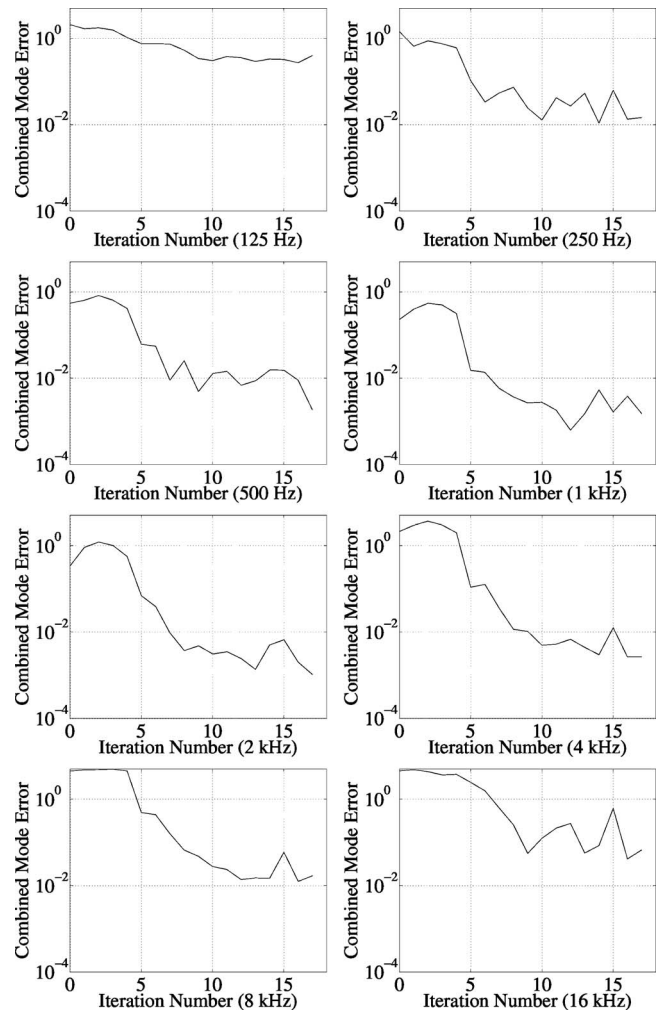 Combined Mode Error
10^0
10^-2
10^-4
0 5 10 15
Iteration Number (125 Hz)
Combined Mode Error
10^0
10^-2
10^-4
0 5 10 15
Iteration Number (250 Hz)
Combined Mode Error
10^0
10^-2
10^-4
0 5 10 15
Iteration Number (500 Hz)
Combined Mode Error
10^0
10^-2
10^-4
0 5 10 15
Iteration Number (1 kHz)
Combined Mode Error
10^0
10^-2
10^-4
0 5 10 15
Iteration Number (2 kHz)
Combined Mode Error
10^0
10^-2
10^-4
0 5 10 15
Iteration Number (4 kHz)
Combined Mode Error
10^0
10^-2
10^-4
0 5 10 15
Iteration Number (8 kHz)
Combined Mode Error
10^0
10^-2
10^-4
0 5 10 15
Iteration Number (16 kHz)